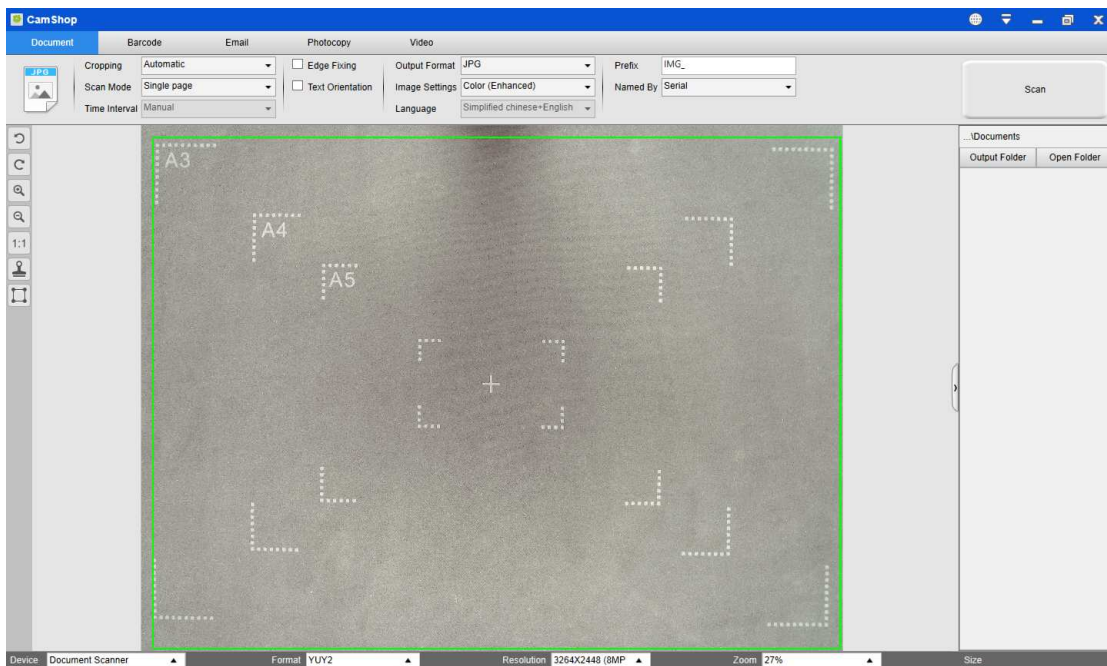 CamShop
Document Barcode Email Photocopy Video
JPG
Cropping Automatic
Scan Mode Single page
Time Interval Manual
Edge Fixing
Text Orientation
Output Format JPG
Image Settings Color (Enhanced)
Language Simplified chinese+English
Prefix IMG_
Named By Serial
Scan
1:1
A3
A4
A5
...\Documents
Output Folder Open Folder
Device Document Scanner Format YUY2 Resolution 3264X2448 (8MP Zoom 27% Size